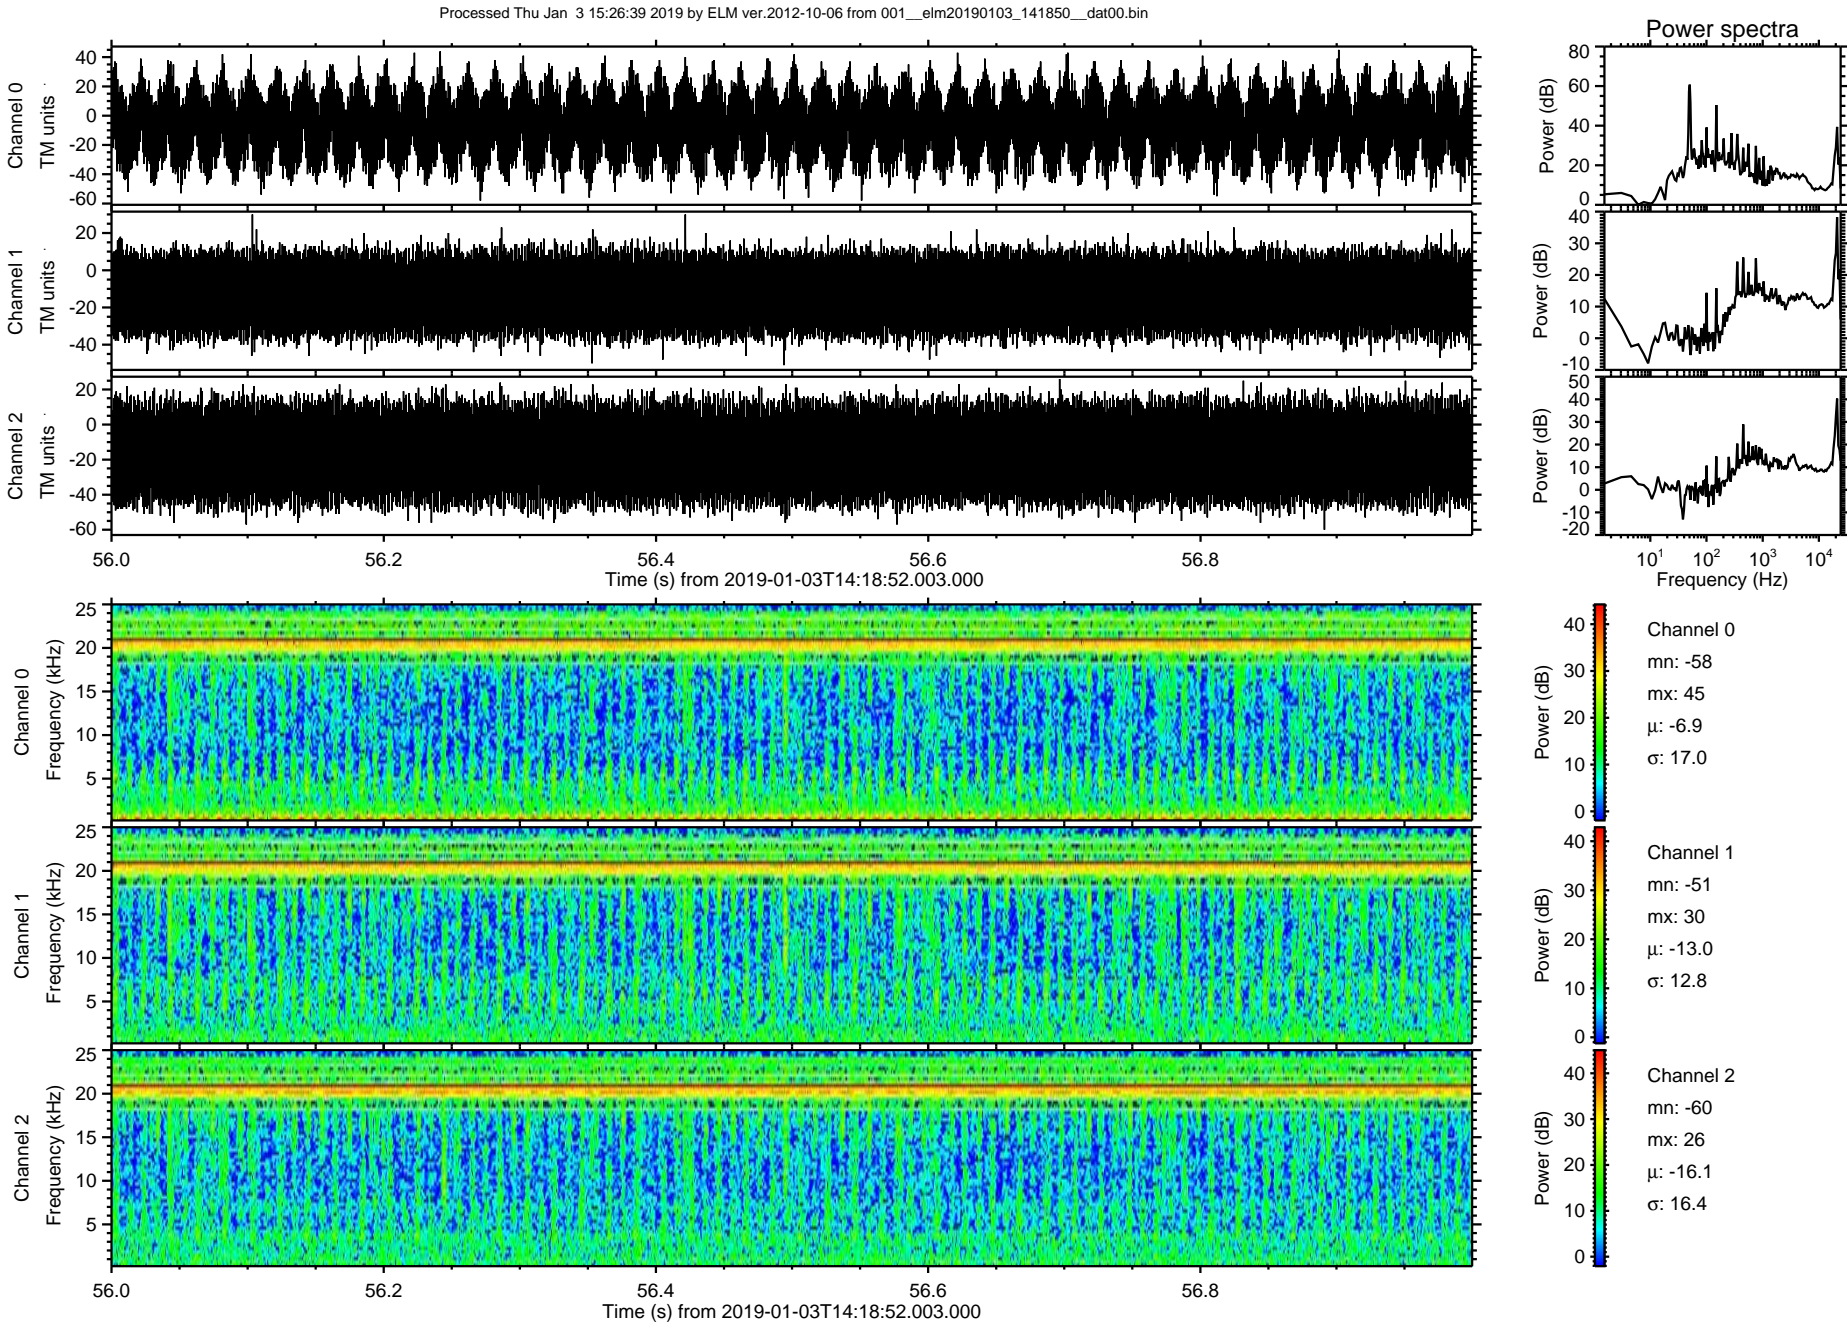 Processed Thu Jan 3 15:26:39 2019 by ELM ver.2012-10-06 from 001__elm20190103_141850__dat00.bin
Power spectra
Channel 0
TM units
40
20
0
-20
-40
-60
Power (dB)
80
60
40
20
0
Channel 1
TM units
20
0
-20
-40
Power (dB)
40
30
20
10
0
-10
Channel 2
TM units
20
0
-20
-40
-60
Power (dB)
50
40
30
20
10
0
-10
-20
56.0 56.2 56.4 56.6 56.8
Time (s) from 2019-01-03T14:18:52.003.000
10¹ 10² 10³ 10⁴
Frequency (Hz)
Channel 0
Frequency (kHz)
25
20
15
10
5
Power (dB)
40
30
20
10
0
Channel 0
mn: -58
mx: 45
μ: -6.9
σ: 17.0
Channel 1
Frequency (kHz)
25
20
15
10
5
Power (dB)
40
30
20
10
0
Channel 1
mn: -51
mx: 30
μ: -13.0
σ: 12.8
Channel 2
Frequency (kHz)
25
20
15
10
5
Power (dB)
40
30
20
10
0
Channel 2
mn: -60
mx: 26
μ: -16.1
σ: 16.4
56.0 56.2 56.4 56.6 56.8
Time (s) from 2019-01-03T14:18:52.003.000